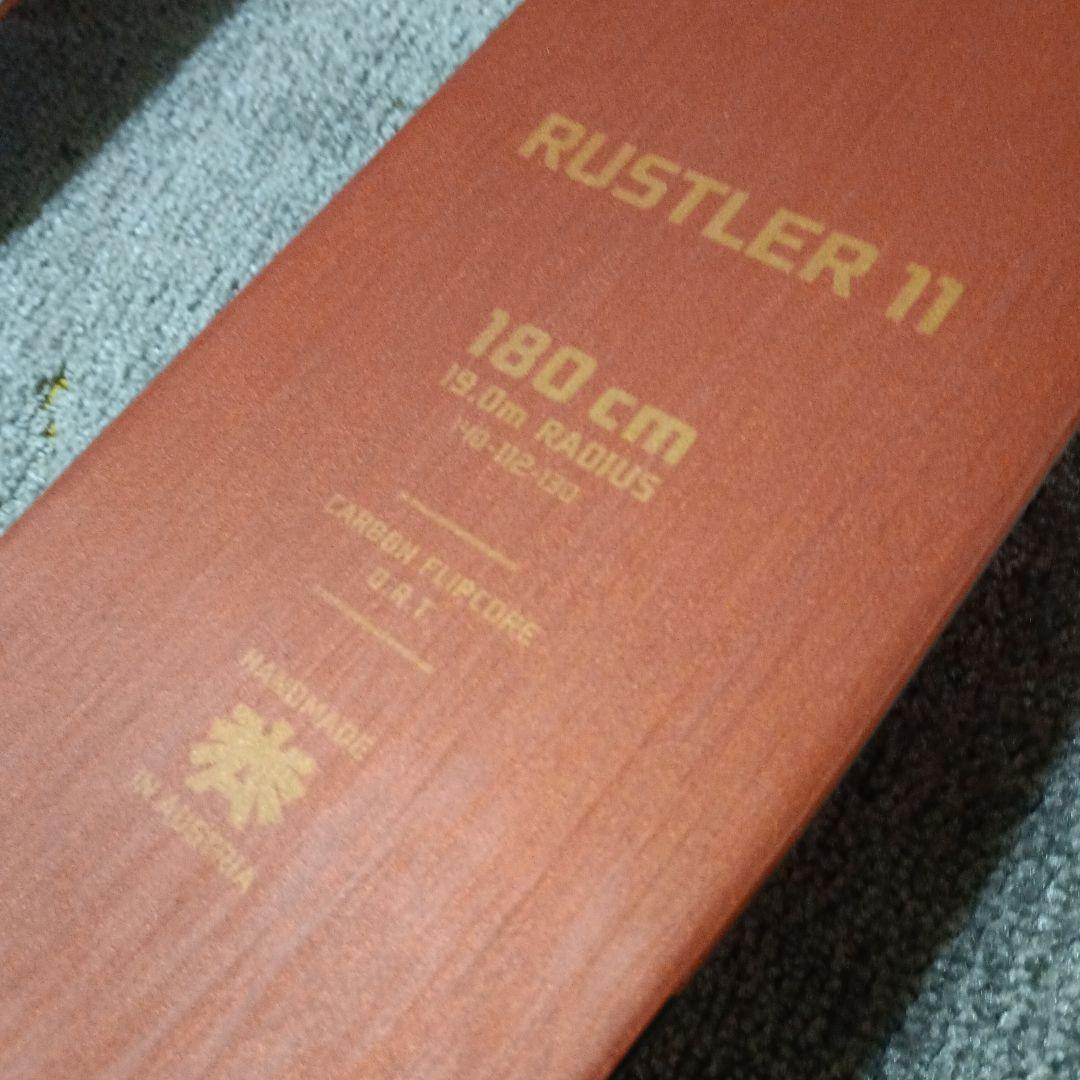 RUSTLER 11
180 cm
19.0m RADIUS
140-112-130
CARBON FLIPCORE
D.R.T.
HANDMADE
IN AUSTRIA